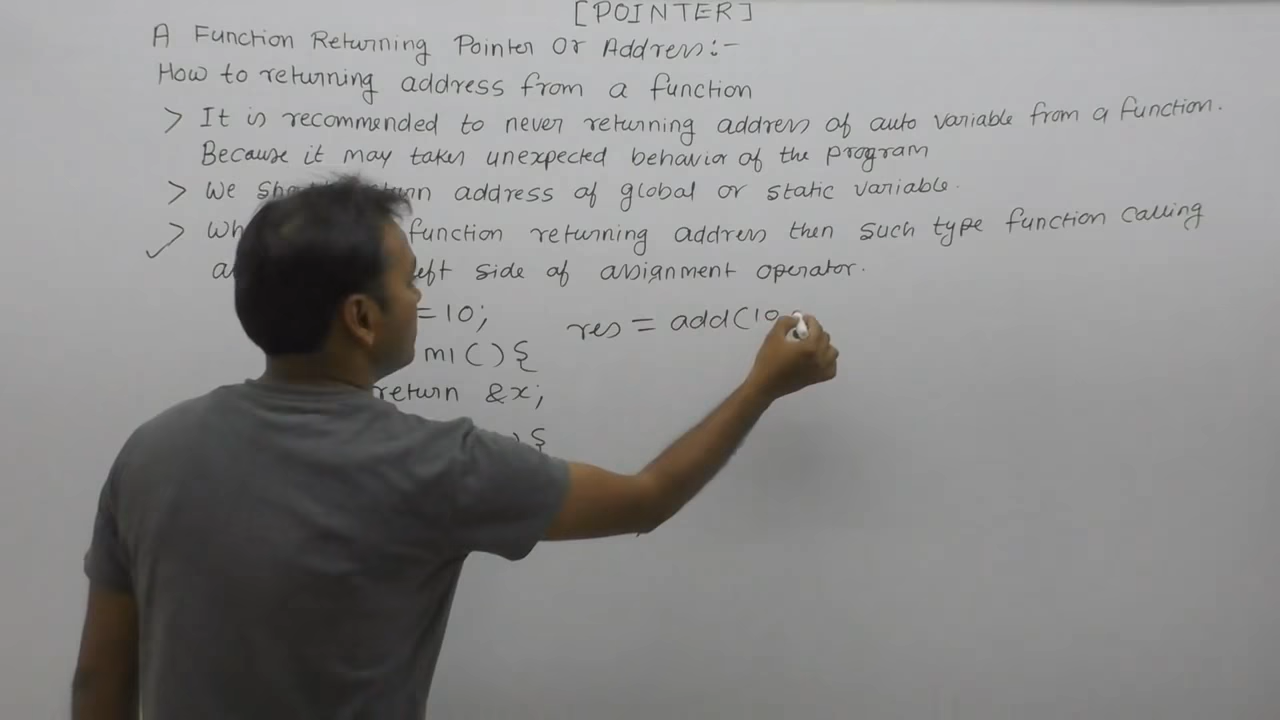 [POINTER]
A Function Returning Pointer Or Address:-
How to returning address from a function
> It is recommended to never returning address of auto variable from a function.
Because it may takes unexpected behavior of the program
> We address of global or static variable.
> function returning address then such type function calling
side of assignment operator.
=10; res = add(10
m1(){
return &x;
{